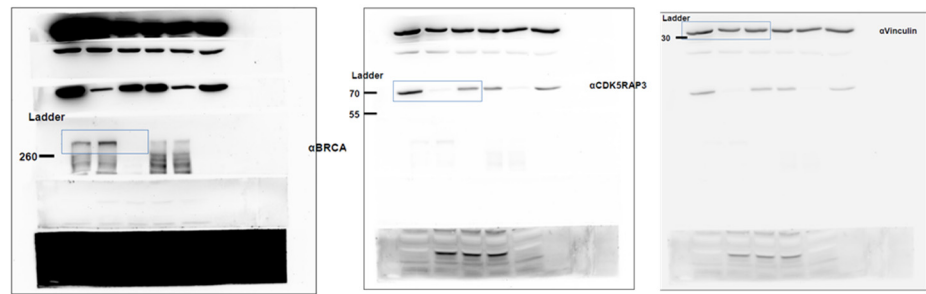 Ladder
260
αBRCA
Ladder
70
55
αCDK5RAP3
Ladder
30
αVinculin